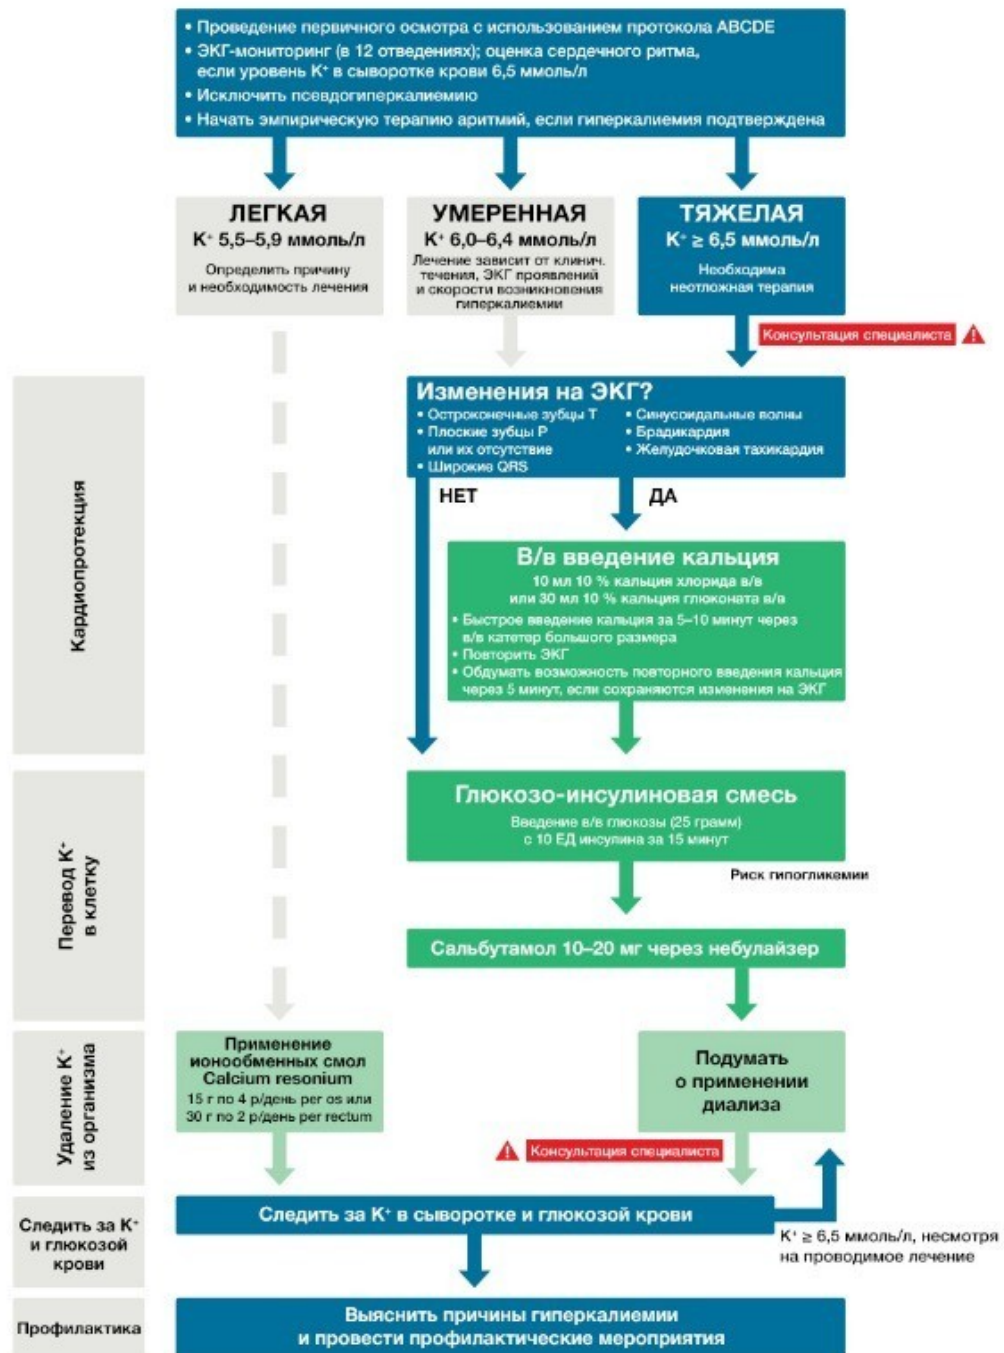 • Проведение первичного осмотра с использованием протокола ABCDE
• ЭКГ-мониторинг (в 12 отведениях); оценка сердечного ритма,
если уровень K⁺ в сыворотке крови 6,5 ммоль/л
• Исключить псевдогиперкалиемию
• Начать эмпирическую терапию аритмий, если гиперкалиемия подтверждена
ЛЕГКАЯ
K⁺ 5,5–5,9 ммоль/л
Определить причину
и необходимость лечения
УМЕРЕННАЯ
K⁺ 6,0–6,4 ммоль/л
Лечение зависит от клинич.
течения, ЭКГ проявлений
и скорости возникновения
гиперкалиемии
ТЯЖЕЛАЯ
K⁺ ≥ 6,5 ммоль/л
Необходима
неотложная терапия
Консультация специалиста
Кардиопротекция
Изменения на ЭКГ?
• Остроконечные зубцы Т
• Плоские зубцы Р
или их отсутствие
• Широкие QRS
• Синусоидальные волны
• Брадикардия
• Желудочковая тахикардия
НЕТ
ДА
В/в введение кальция
10 мл 10 % кальция хлорида в/в
или 30 мл 10 % кальция глюконата в/в
• Быстрое введение кальция за 5–10 минут через
в/в катетер большого размера
• Повторить ЭКГ
• Обдумать возможность повторного введения кальция
через 5 минут, если сохраняются изменения на ЭКГ
Перевод K⁺
в клетку
Глюкозо-инсулиновая смесь
Введение в/в глюкозы (25 грамм)
с 10 ЕД инсулина за 15 минут
Риск гипогликемии
Сальбутамол 10–20 мг через небулайзер
Удаление K⁺
из организма
Применение
ионообменных смол
Calcium resonium
15 г по 4 р/день per os или
30 г по 2 р/день per rectum
Подумать
о применении
диализа
Консультация специалиста
Следить за K⁺
и глюкозой
крови
Следить за K⁺ в сыворотке и глюкозой крови
K⁺ ≥ 6,5 ммоль/л, несмотря
на проводимое лечение
Профилактика
Выяснить причины гиперкалиемии
и провести профилактические мероприятия